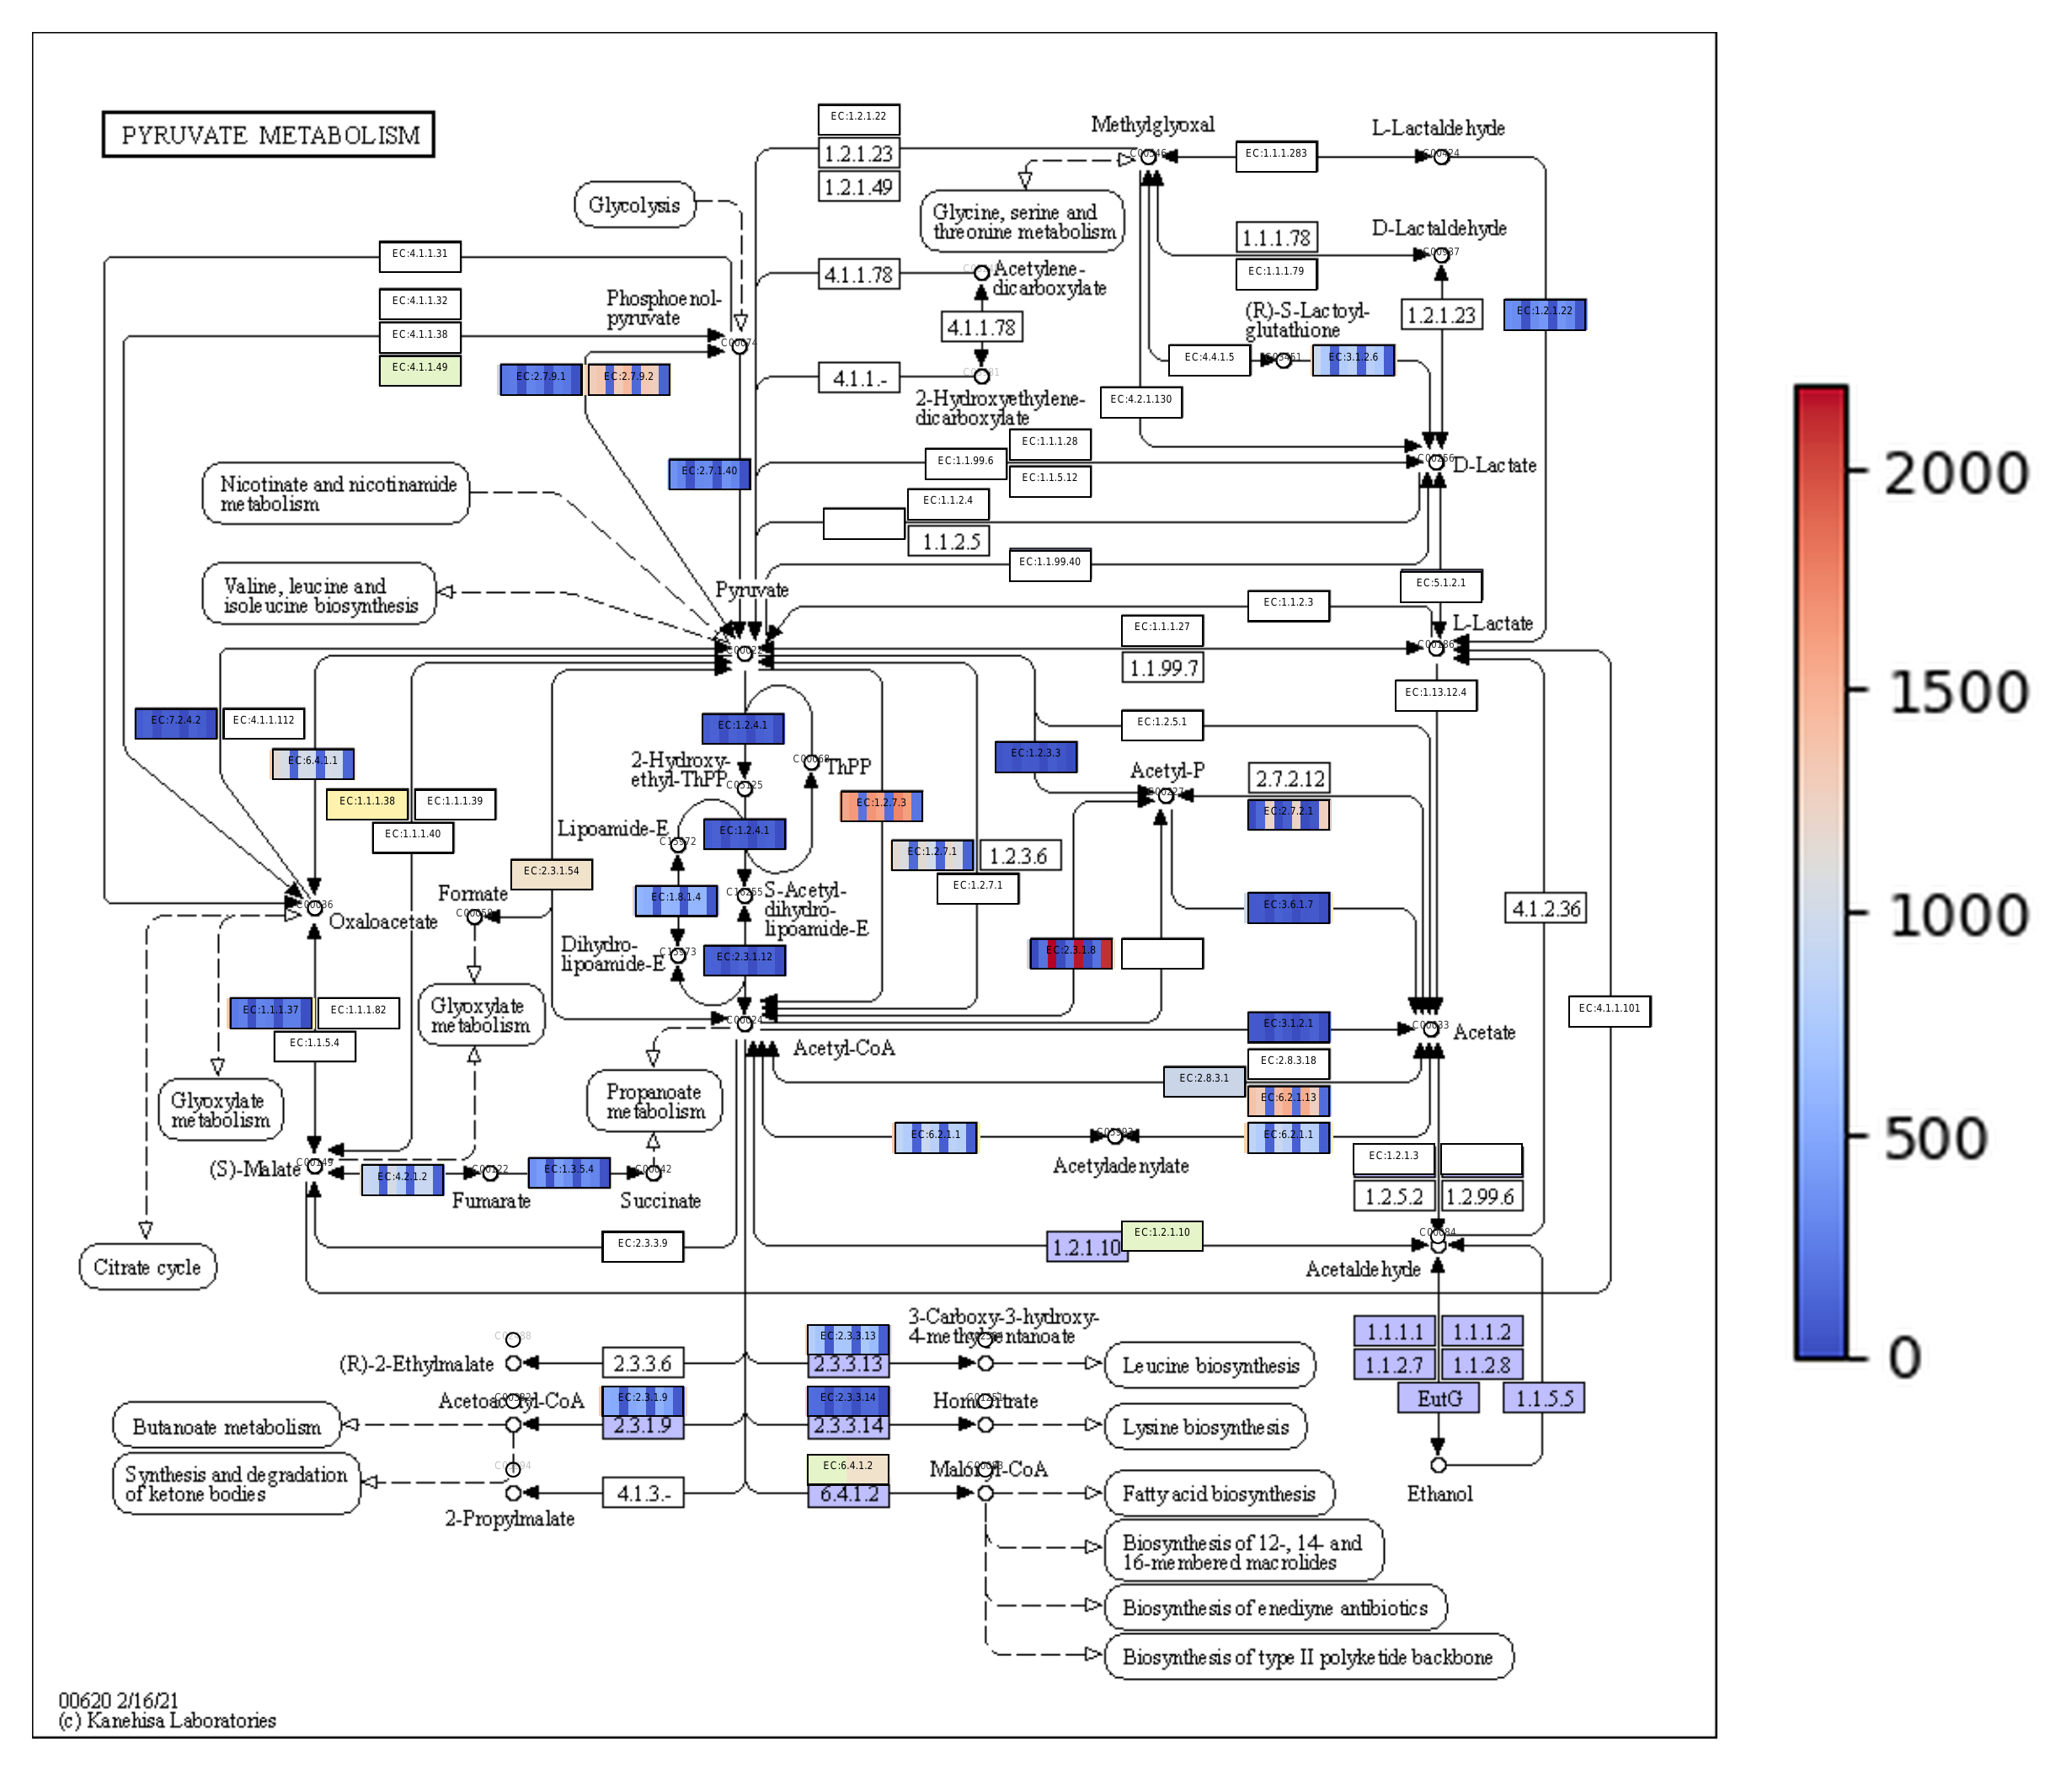 PYRUVATE METABOLISM
EC:1.2.1.22
1.2.1.23
1.2.1.49
Methylglyoxal
C00546
EC:1.1.1.283
L-Lactaldehyde
C00424
Glycolysis
Glycine, serine and
threonine metabolism
1.1.1.78
EC:1.1.1.79
D-Lactaldehyde
C00937
EC:4.1.1.31
EC:4.1.1.32
EC:4.1.1.38
EC:4.1.1.49
Phosphoenol-
pyruvate
C00074
4.1.1.78
Acetylene-
dicarboxylate
4.1.1.78
4.1.1.-
2-Hydroxyethylene-
dicarboxylate
(R)-S-Lactoyl-
glutathione
1.2.1.23
EC:1.2.1.22
EC:4.4.1.5
C03451
EC:3.1.2.6
EC:2.7.9.1
EC:2.7.9.2
EC:4.2.1.130
EC:2.7.1.40
EC:1.1.1.28
EC:1.1.99.6
EC:1.1.5.12
C00256
D-Lactate
Nicotinate and nicotinamide
metabolism
EC:1.1.2.4
1.1.2.5
EC:1.1.99.40
Valine, leucine and
isoleucine biosynthesis
Pyruvate
C00022
EC:5.1.2.1
EC:1.1.2.3
L-Lactate
C00186
EC:1.1.1.27
1.1.99.7
EC:1.13.12.4
EC:7.2.4.2
EC:4.1.1.112
EC:1.2.4.1
EC:1.2.5.1
EC:6.4.1.1
2-Hydroxy-
ethyl-ThPP
C05125
C00068
ThPP
EC:1.2.3.3
Acetyl-P
C00227
2.7.2.12
EC:2.7.2.1
EC:1.1.1.38
EC:1.1.1.39
EC:1.1.1.40
Lipoamide-E
C15972
EC:1.2.4.1
EC:1.2.7.3
EC:1.2.7.1
1.2.3.6
EC:1.2.7.1
EC:2.3.1.54
Formate
C00058
EC:1.8.1.4
C16255
S-Acetyl-
dihydro-
lipoamide-E
EC:3.6.1.7
4.1.2.36
C00036
Oxaloacetate
Dihydro-
lipoamide-E
C15973
EC:2.3.1.12
EC:2.3.1.8
EC:1.1.1.37
EC:1.1.1.82
EC:1.1.5.4
Glyoxylate
metabolism
C00024
Acetyl-CoA
EC:3.1.2.1
C00033
Acetate
EC:4.1.1.101
EC:2.8.3.18
EC:2.8.3.1
EC:6.2.1.13
Glyoxylate
metabolism
Propanoate
metabolism
EC:6.2.1.1
C05993
EC:6.2.1.1
Acetyladenylate
(S)-Malate
C00149
EC:4.2.1.2
C00122
Fumarate
EC:1.3.5.4
C00042
Succinate
EC:1.2.1.3
1.2.5.2
1.2.99.6
EC:2.3.3.9
1.2.1.10
EC:1.2.1.10
C00084
Acetaldehyde
Citrate cycle
(R)-2-Ethylmalate
2.3.3.6
EC:2.3.3.13
2.3.3.13
3-Carboxy-3-hydroxy-
4-methylpentanoate
Leucine biosynthesis
1.1.1.1
1.1.1.2
1.1.2.7
1.1.2.8
EutG
1.1.5.5
Butanoate metabolism
Acetoacetyl-CoA
EC:2.3.1.9
2.3.1.9
EC:2.3.3.14
2.3.3.14
Homocitrate
Lysine biosynthesis
Synthesis and degradation
of ketone bodies
2-Propylmalate
4.1.3.-
EC:6.4.1.2
6.4.1.2
Malonyl-CoA
Fatty acid biosynthesis
Ethanol
Biosynthesis of 12-, 14- and
16-membered macrolides
Biosynthesis of enediyne antibiotics
Biosynthesis of type II polyketide backbone
00620 2/16/21
(c) Kanehisa Laboratories
2000
1500
1000
500
0